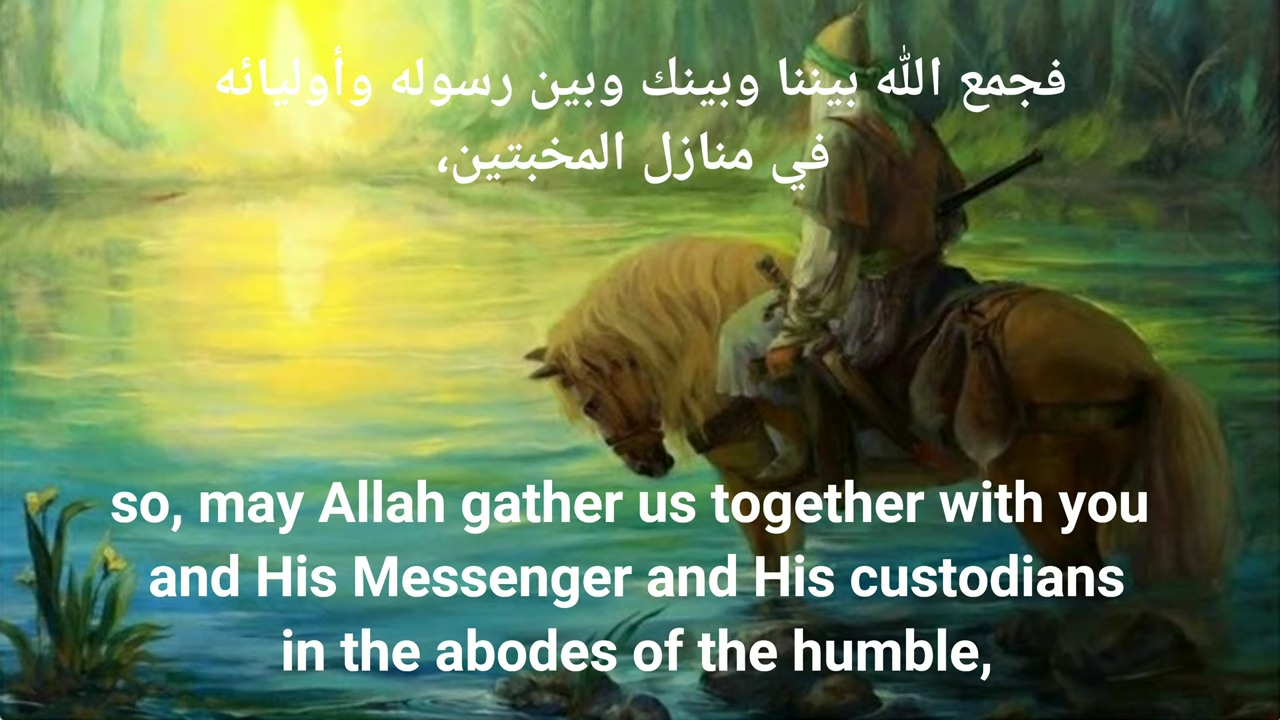 فجمع الله بيننا وبينك وبين رسوله وأوليائه
في منازل المخبتين،
so, may Allah gather us together with you
and His Messenger and His custodians
in the abodes of the humble,